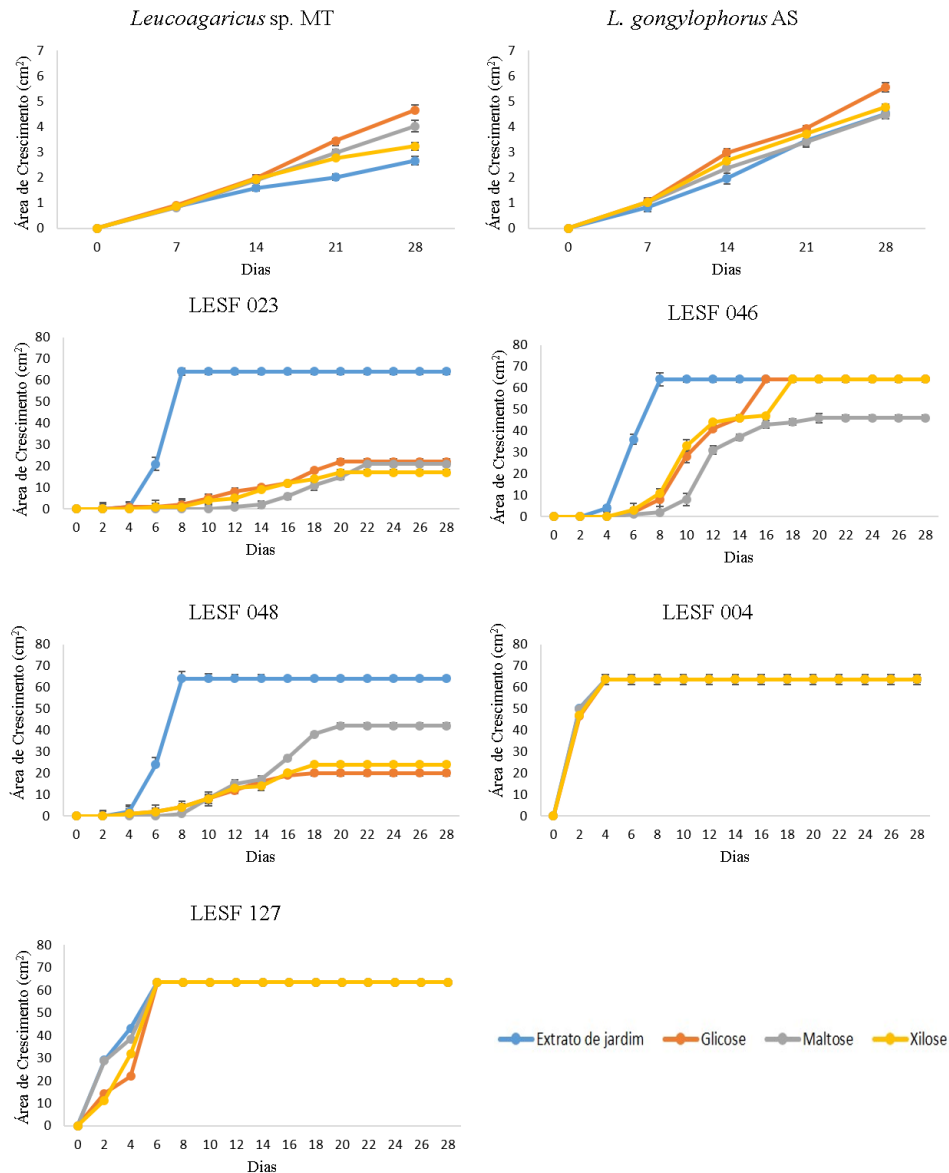 Leucoagaricus sp. MT
L. gongylophorus AS
Área de Crescimento (cm²)
7
6
5
4
3
2
1
0
0 7 14 21 28
Dias
Área de Crescimento (cm²)
7
6
5
4
3
2
1
0
0 7 14 21 28
Dias
LESF 023
LESF 046
Área de Crescimento (cm²)
80
70
60
50
40
30
20
10
0
0 2 4 6 8 10 12 14 16 18 20 22 24 26 28
Dias
Área de Crescimento (cm²)
80
70
60
50
40
30
20
10
0
0 2 4 6 8 10 12 14 16 18 20 22 24 26 28
Dias
LESF 048
LESF 004
Área de Crescimento (cm²)
80
70
60
50
40
30
20
10
0
0 2 4 6 8 10 12 14 16 18 20 22 24 26 28
Dias
Área de Crescimento (cm²)
80
70
60
50
40
30
20
10
0
0 2 4 6 8 10 12 14 16 18 20 22 24 26 28
Dias
LESF 127
Área de Crescimento (cm²)
80
70
60
50
40
30
20
10
0
0 2 4 6 8 10 12 14 16 18 20 22 24 26 28
Dias
Extrato de jardim Glicose Maltose Xilose